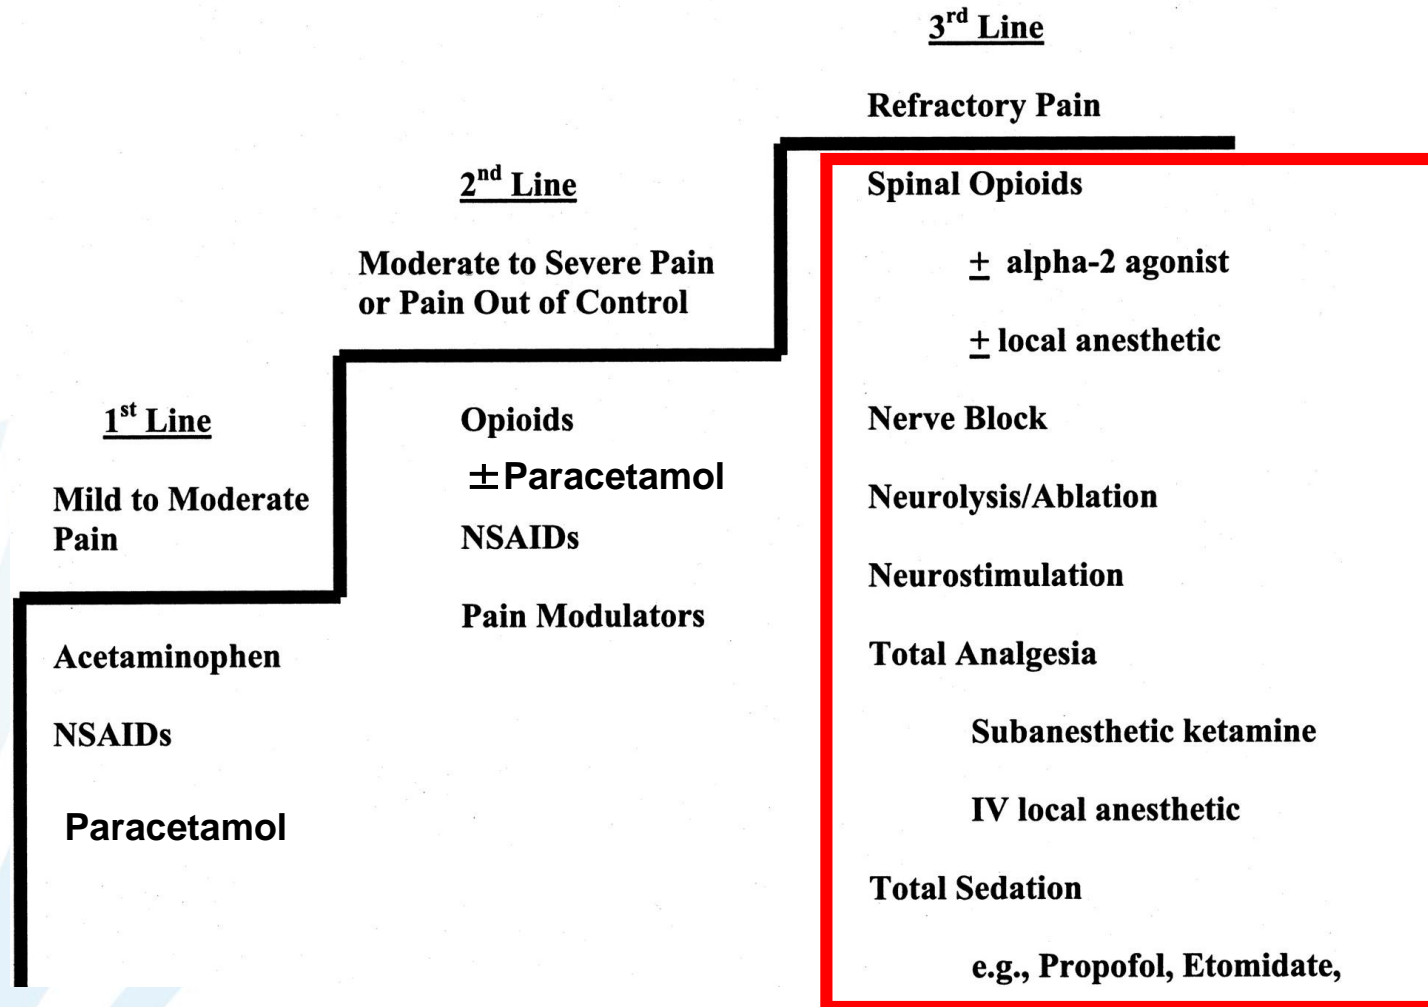 1st Line
Mild to Moderate
Pain
Acetaminophen
NSAIDs
Paracetamol
2nd Line
Moderate to Severe Pain
or Pain Out of Control
Opioids
±Paracetamol
NSAIDs
Pain Modulators
3rd Line
Refractory Pain
Spinal Opioids
± alpha-2 agonist
± local anesthetic
Nerve Block
Neurolysis/Ablation
Neurostimulation
Total Analgesia
Subanesthetic ketamine
IV local anesthetic
Total Sedation
e.g., Propofol, Etomidate,